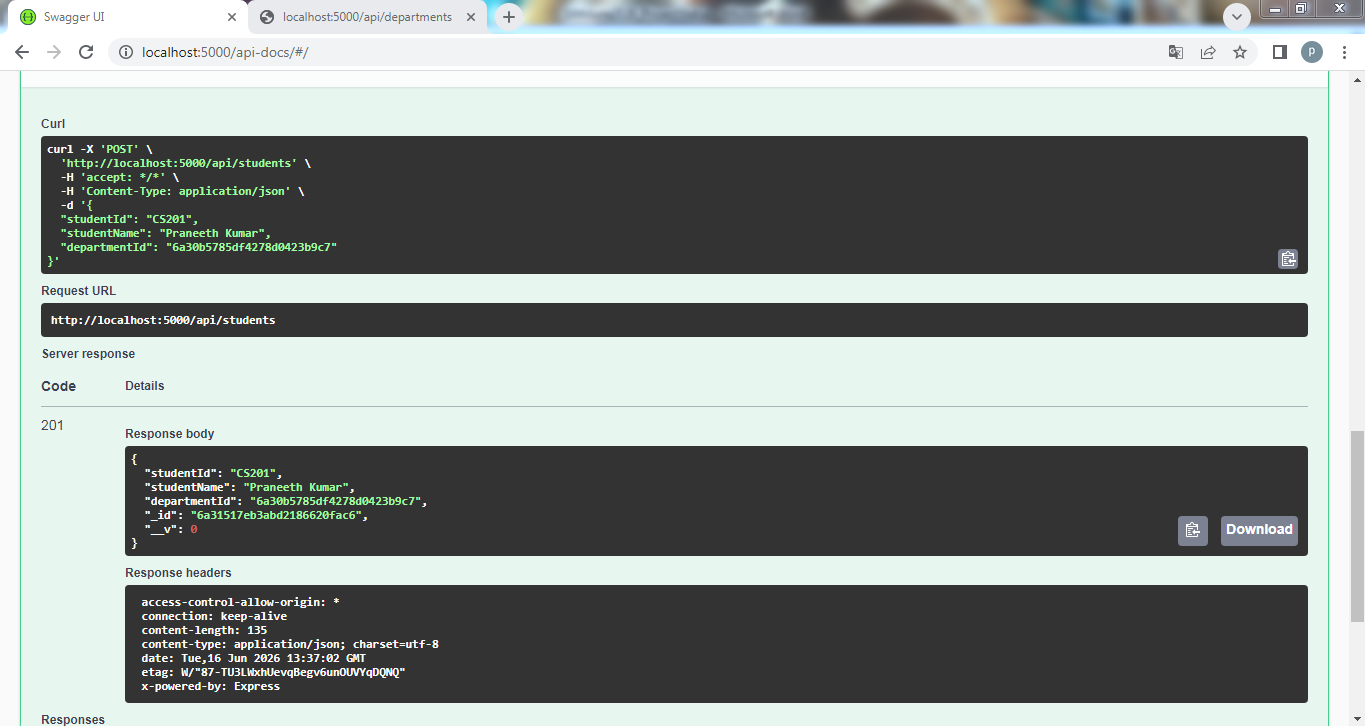 Swagger UI
localhost:5000/api/departments
localhost:5000/api-docs/#/
P
Curl
curl -X 'POST' \
  'http://localhost:5000/api/students' \
  -H 'accept: */*' \
  -H 'Content-Type: application/json' \
  -d '{
  "studentId": "CS201",
  "studentName": "Praneeth Kumar",
  "departmentId": "6a30b5785df4278d0423b9c7"
}'
Request URL
http://localhost:5000/api/students
Server response
Code Details
201
Response body
{
  "studentId": "CS201",
  "studentName": "Praneeth Kumar",
  "departmentId": "6a30b5785df4278d0423b9c7",
  "_id": "6a31517eb3abd2186620fac6",
  "__v": 0
}
Download
Response headers
access-control-allow-origin: *
connection: keep-alive
content-length: 135
content-type: application/json; charset=utf-8
date: Tue,16 Jun 2026 13:37:02 GMT
etag: W/"87-TU3LWxhUevqBegv6unOUVYqDQNQ"
x-powered-by: Express
Responses